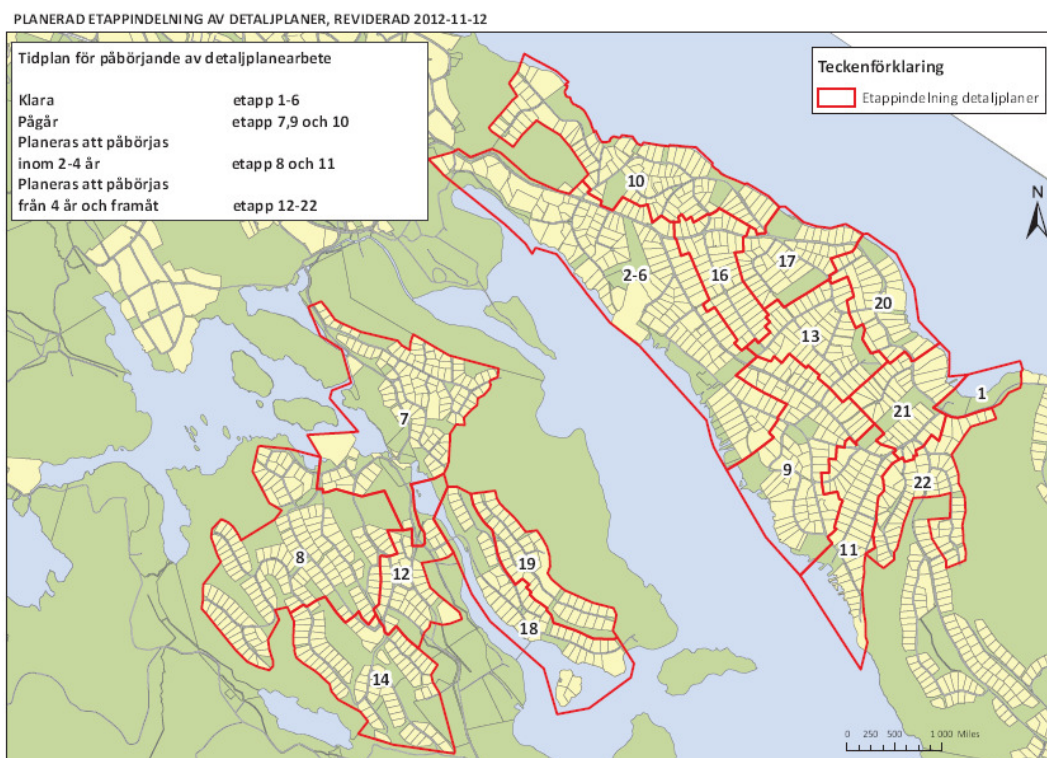 PLANERAD ETAPPINDELNING AV DETALJPLANER, REVIDERAD 2012-11-12
Tidplan för påbörjande av detaljplanearbete
Klara etapp 1-6
Pågår etapp 7,9 och 10
Planeras att påbörjas
inom 2-4 år etapp 8 och 11
Planeras att påbörjas
från 4 år och framåt etapp 12-22
Teckenförklaring
Etappindelning detaljplaner
N
10
17
2-6
16
20
13
1
21
7
9
22
11
8
12
19
18
14
0 250 500 1 000 Miles